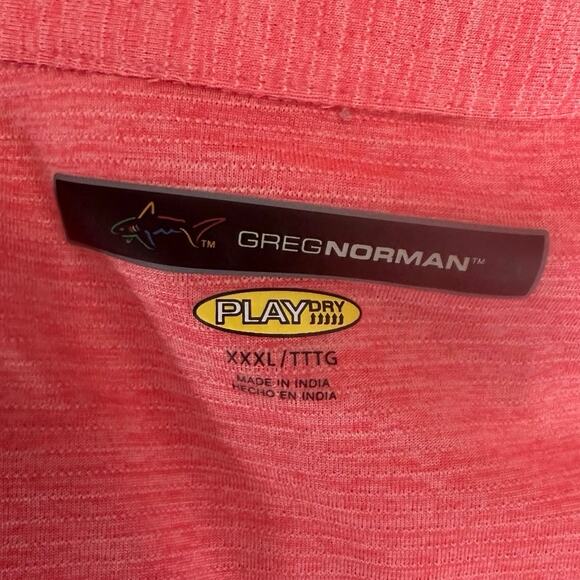 ™ GREGNORMAN™
PLAYDRY
XXXL/TTTG
MADE IN INDIA
HECHO EN INDIA